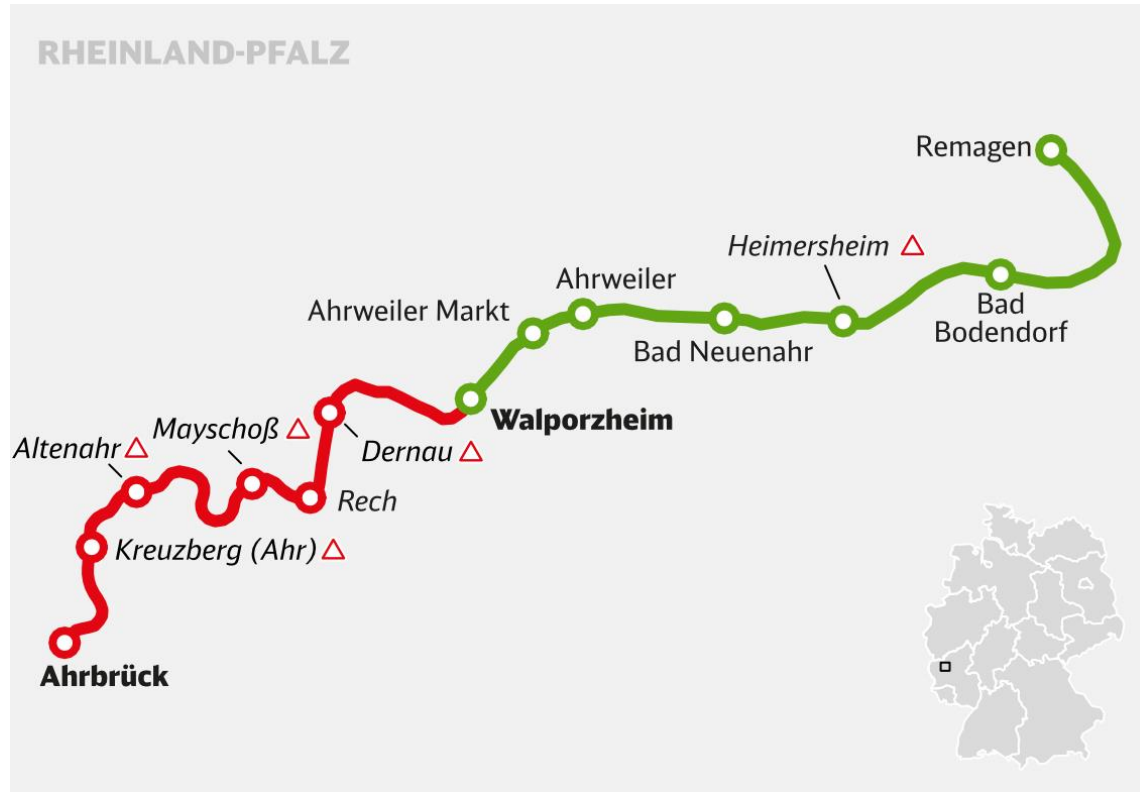 RHEINLAND-PFALZ
Remagen
Heimersheim
Ahrweiler
Bad
Bodendorf
Ahrweiler Markt
Bad Neuenahr
Walporzheim
Mayschoß
Altenahr
Dernau
Rech
Kreuzberg (Ahr)
Ahrbrück